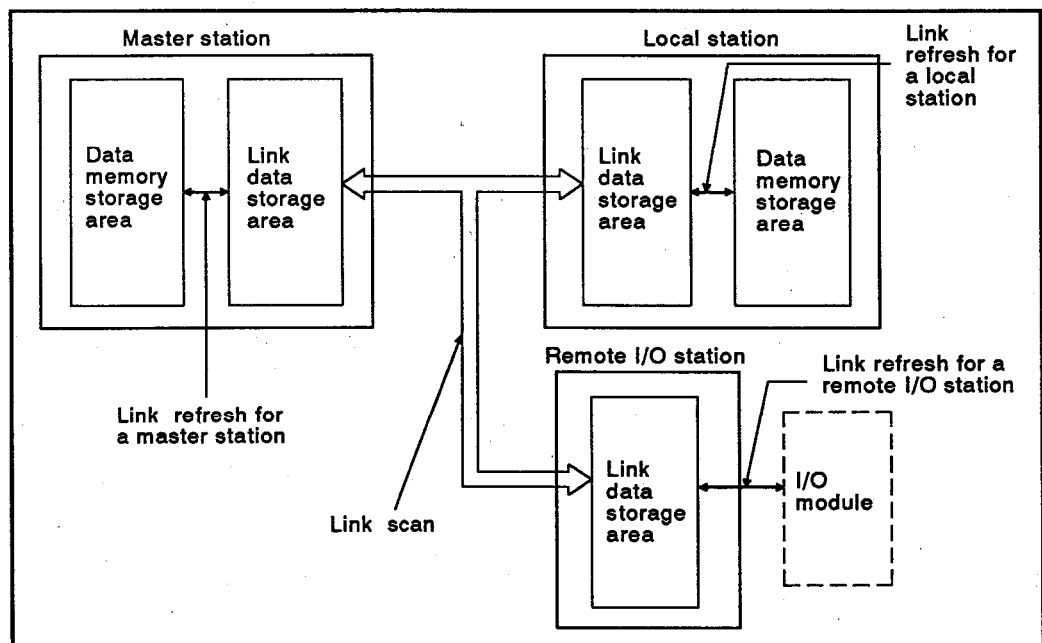 Master station
Local station
Link
refresh for
a local
station
Data
memory
storage
area
Link
data
storage
area
Link
data
storage
area
Data
memory
storage
area
Remote I/O station
Link refresh for a
remote I/O station
Link refresh for
a master station
Link
data
storage
area
I/O
module
Link scan